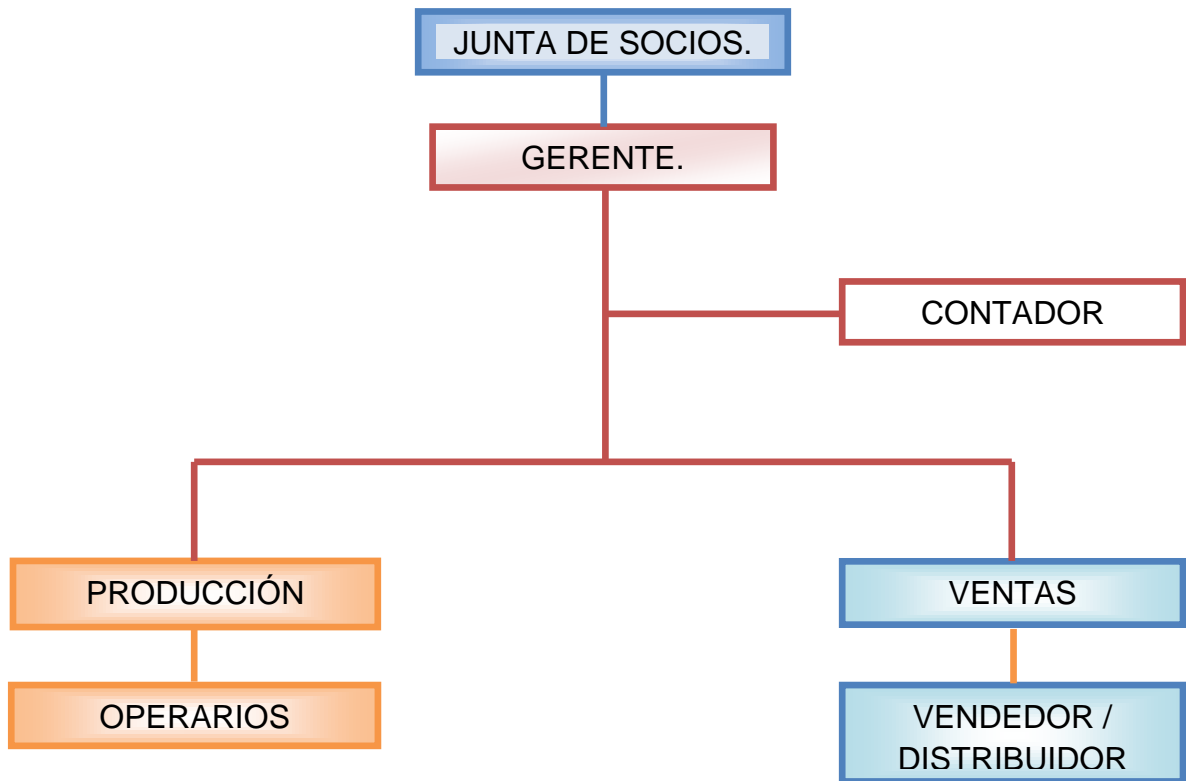 JUNTA DE SOCIOS.
GERENTE.
CONTADOR
PRODUCCIÓN
VENTAS
OPERARIOS
VENDEDOR /
DISTRIBUIDOR